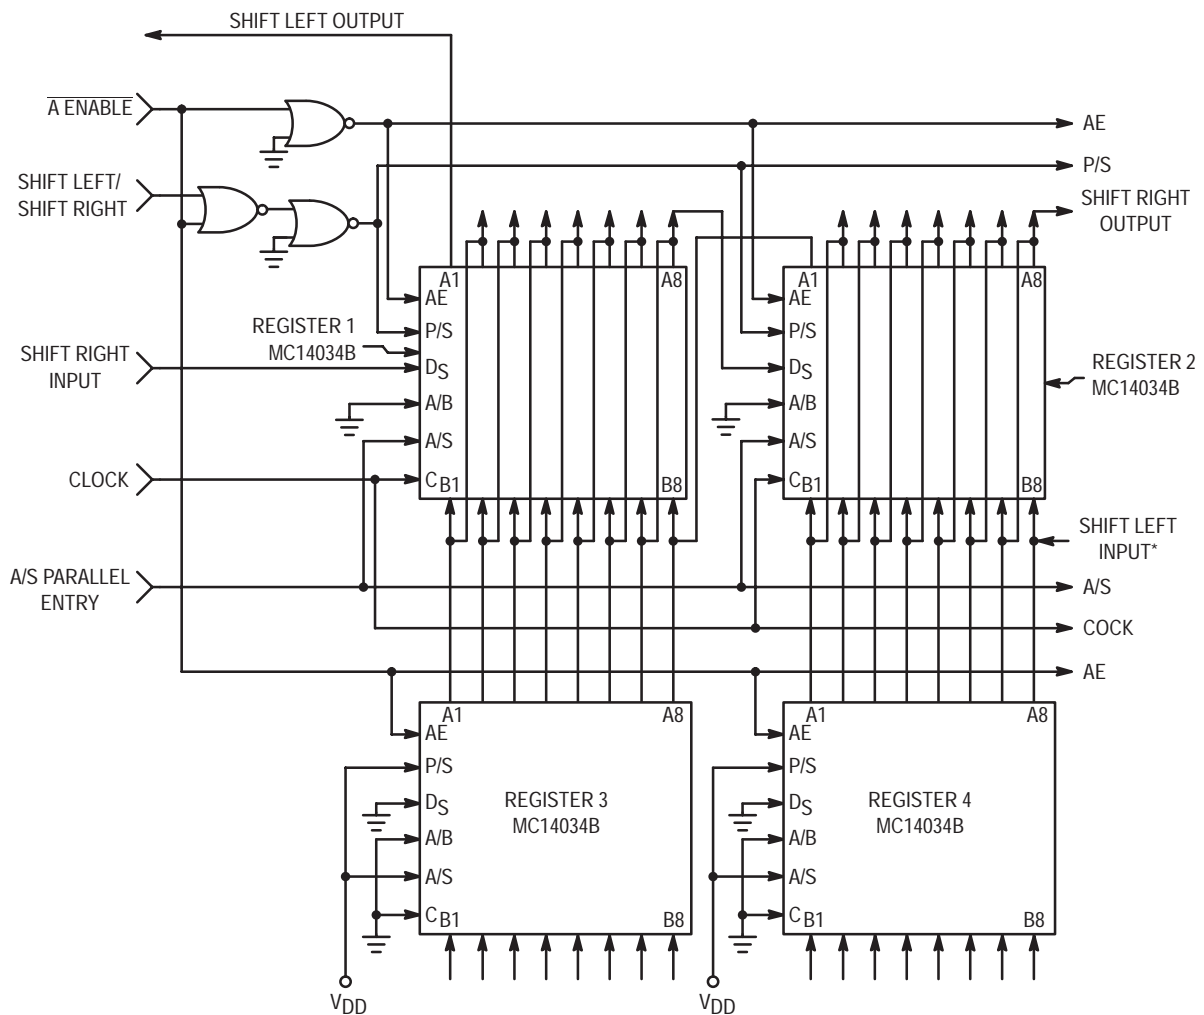 SHIFT LEFT OUTPUT
A ENABLE
AE
P/S
SHIFT LEFT/
SHIFT RIGHT
SHIFT RIGHT
OUTPUT
A1
A8
AE
P/S
REGISTER 1
MC14034B
DS
A/B
A/S
C
B1
B8
A1
A8
AE
P/S
DS
A/B
A/S
C
B1
B8
REGISTER 2
MC14034B
SHIFT RIGHT
INPUT
CLOCK
SHIFT LEFT
INPUT*
A/S PARALLEL
ENTRY
A/S
COCK
AE
A1
A8
AE
P/S
DS
A/B
A/S
C
B1
B8
REGISTER 3
MC14034B
VDD
A1
A8
AE
P/S
DS
A/B
A/S
C
B1
B8
REGISTER 4
MC14034B
VDD